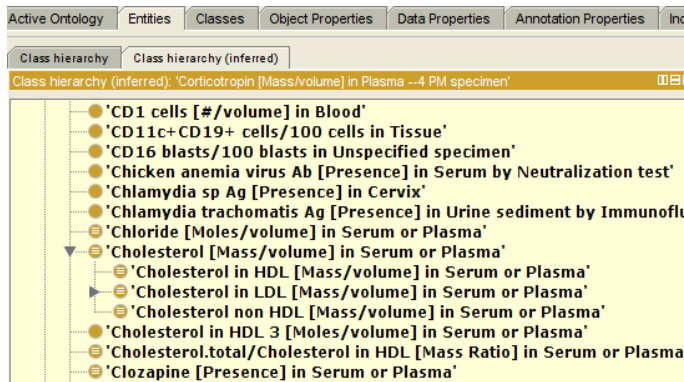 Active Ontology Entities Classes Object Properties Data Properties Annotation Properties
Class hierarchy Class hierarchy (inferred)
Class hierarchy (inferred): 'Corticotropin [Mass/volume] in Plasma --4 PM specimen'
'CD1 cells [#/volume] in Blood'
'CD11c+CD19+ cells/100 cells in Tissue'
'CD16 blasts/100 blasts in Unspecified specimen'
'Chicken anemia virus Ab [Presence] in Serum by Neutralization test'
'Chlamydia sp Ag [Presence] in Cervix'
'Chlamydia trachomatis Ag [Presence] in Urine sediment by Immunoflu
'Chloride [Moles/volume] in Serum or Plasma'
'Cholesterol [Mass/volume] in Serum or Plasma'
'Cholesterol in HDL [Mass/volume] in Serum or Plasma'
'Cholesterol in LDL [Mass/volume] in Serum or Plasma'
'Cholesterol non HDL [Mass/volume] in Serum or Plasma'
'Cholesterol in HDL 3 [Moles/volume] in Serum or Plasma'
'Cholesterol.total/Cholesterol in HDL [Mass Ratio] in Serum or Plasma
'Clozapine [Presence] in Serum or Plasma'